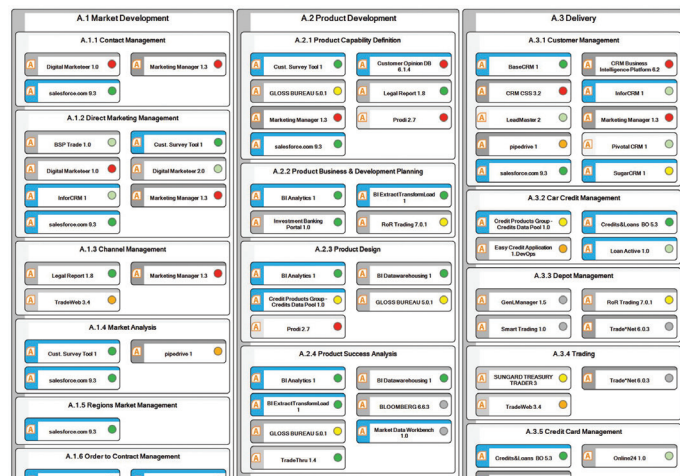 A.1 Market Development
A.1.1 Contact Management
Digital Marketeer 1.0
Marketing Manager 1.3
salesforce.com 9.3
A.1.2 Direct Marketing Management
BSP Trade 1.0
Cust. Survey Tool 1
Digital Marketeer 1.0
Digital Marketeer 2.0
InforCRM 1
Marketing Manager 1.3
salesforce.com 9.3
A.1.3 Channel Management
Legal Report 1.8
Marketing Manager 1.3
TradeWeb 3.4
A.1.4 Market Analysis
Cust. Survey Tool 1
pipedrive 1
salesforce.com 9.3
A.1.5 Regions Market Management
salesforce.com 9.3
A.1.6 Order to Contract Management
A.2 Product Development
A.2.1 Product Capability Definition
Cust. Survey Tool 1
Customer Opinion DB
6.1.4
GLOSS BUREAU 5.0.1
Legal Report 1.8
Marketing Manager 1.3
Prodi 2.7
salesforce.com 9.3
A.2.2 Product Business & Development Planning
BI Analytics 1
BI ExtractTransformLoad
1
Investment Banking
Portal 1.0
RoR Trading 7.0.1
A.2.3 Product Design
BI Analytics 1
BI Datawarehousing 1
Credit Products Group -
Credits Data Pool 1.0
GLOSS BUREAU 5.0.1
Prodi 2.7
A.2.4 Product Success Analysis
BI Analytics 1
BI Datawarehousing 1
BI ExtractTransformLoad
1
BLOOMBERG 6.6.3
GLOSS BUREAU 5.0.1
Market Data Workbench
1.0
TradeThru 1.4
A.3 Delivery
A.3.1 Customer Management
BaseCRM 1
CRM Business
Intelligence Platform 6.2
CRM CSS 3.2
InforCRM 1
LeadMaster 2
Marketing Manager 1.3
pipedrive 1
Pivotal CRM 1
salesforce.com 9.3
SugarCRM 1
A.3.2 Car Credit Management
Credit Products Group -
Credits Data Pool 1.0
Credits&Loans BO 5.3
Easy Credit Application
1.DevOps
Loan Active 1.0
A.3.3 Depot Management
GenLManager 1.5
RoR Trading 7.0.1
Smart Trading 1.0
Trade*Net 6.0.3
A.3.4 Trading
SUNGARD TREASURY
TRADER 3
Trade*Net 6.0.3
TradeWeb 3.4
A.3.5 Credit Card Management
Credits&Loans BO 5.3
Online24 1.0